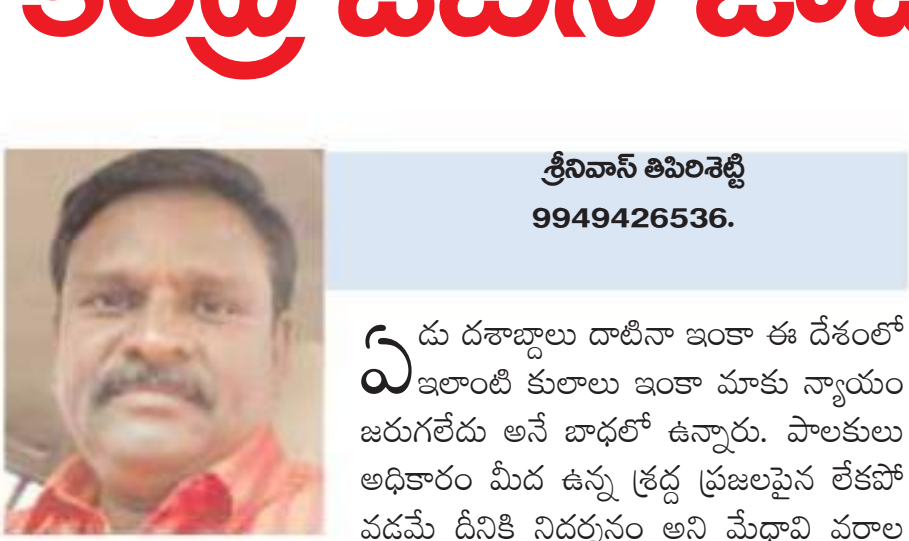 శ్రీనివాస్ తిపిరిశెట్టి
9949426536.
ఏడు దశాబ్దాలు దాటినా ఇంకా ఈ దేశంలో
ఇలాంటి కులాలు ఇంకా మాకు న్యాయం
జరుగలేదు అనే బాధలో ఉన్నారు. పాలకులు
అధికారం మీద ఉన్న శ్రద్ద ప్రజలపైన లేకపో
వడమే దీనికి నిదర్శనం అని మేధావి వర్గాల